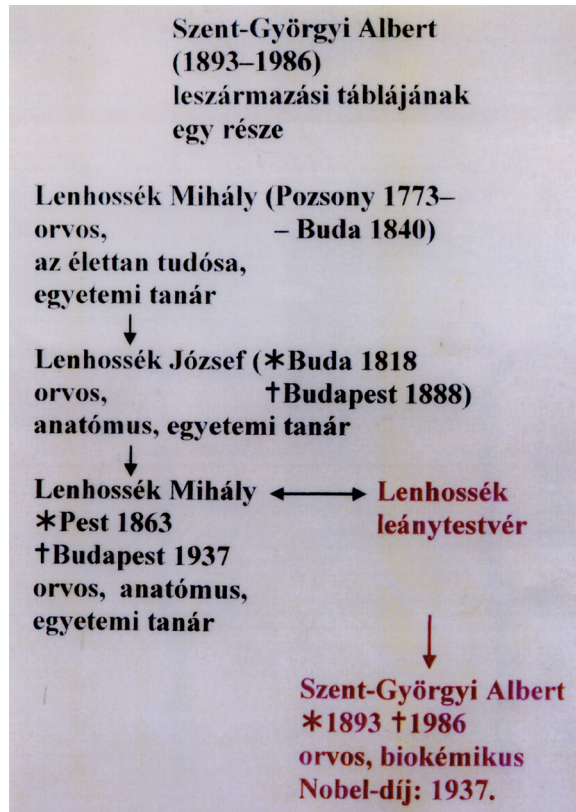 Szent-Györgyi Albert
(1893–1986)
leszármazási táblájának
egy része
Lenhossék Mihály (Pozsony 1773–
orvos, – Buda 1840)
az élettan tudósa,
egyetemi tanár
Lenhossék József (∗Buda 1818
orvos, †Budapest 1888)
anatómus, egyetemi tanár
Lenhossék Mihály
∗Pest 1863
†Budapest 1937
orvos, anatómus,
egyetemi tanár
Lenhossék
leánytestvér
Szent-Györgyi Albert
∗1893 †1986
orvos, biokémikus
Nobel-díj: 1937.